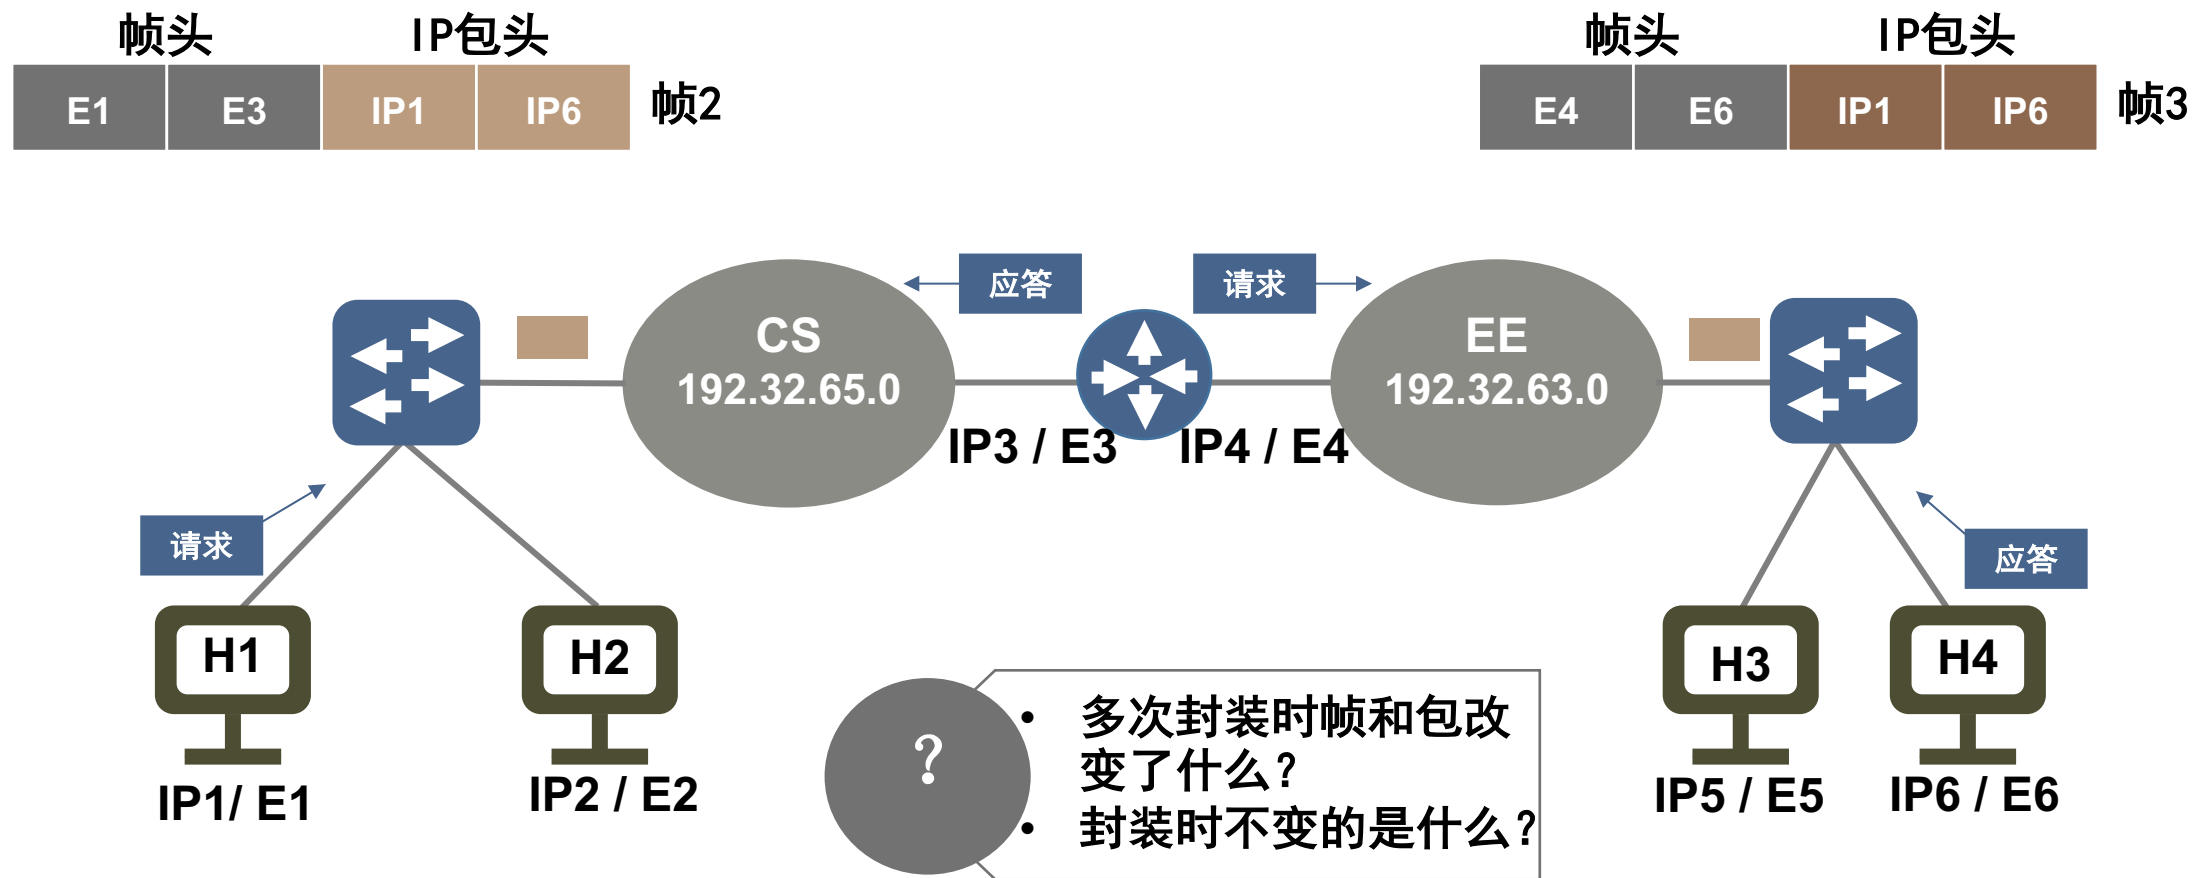 帧头 IP包头
E1 E3 IP1 IP6 帧2
帧头 IP包头
E4 E6 IP1 IP6 帧3
应答
请求
CS
192.32.65.0
EE
192.32.63.0
IP3 / E3
IP4 / E4
请求
应答
H1
H2
H3
H4
IP1/ E1
IP2 / E2
IP5 / E5
IP6 / E6
?
• 多次封装时帧和包改
变了什么?
• 封装时不变的是什么?